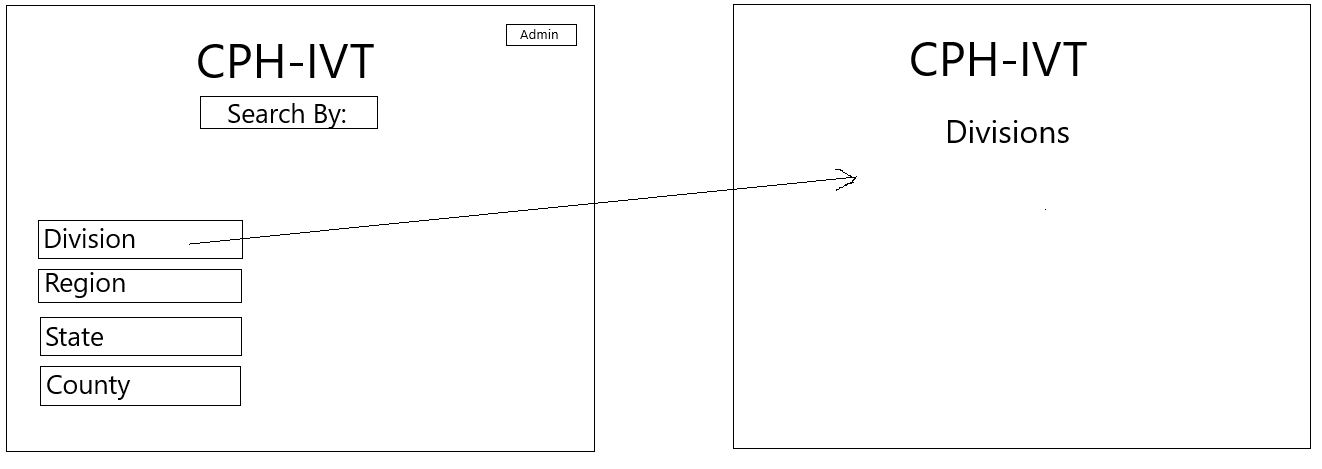 Admin
CPH-IVT
Search By:
Division
Region
State
County
CPH-IVT
Divisions